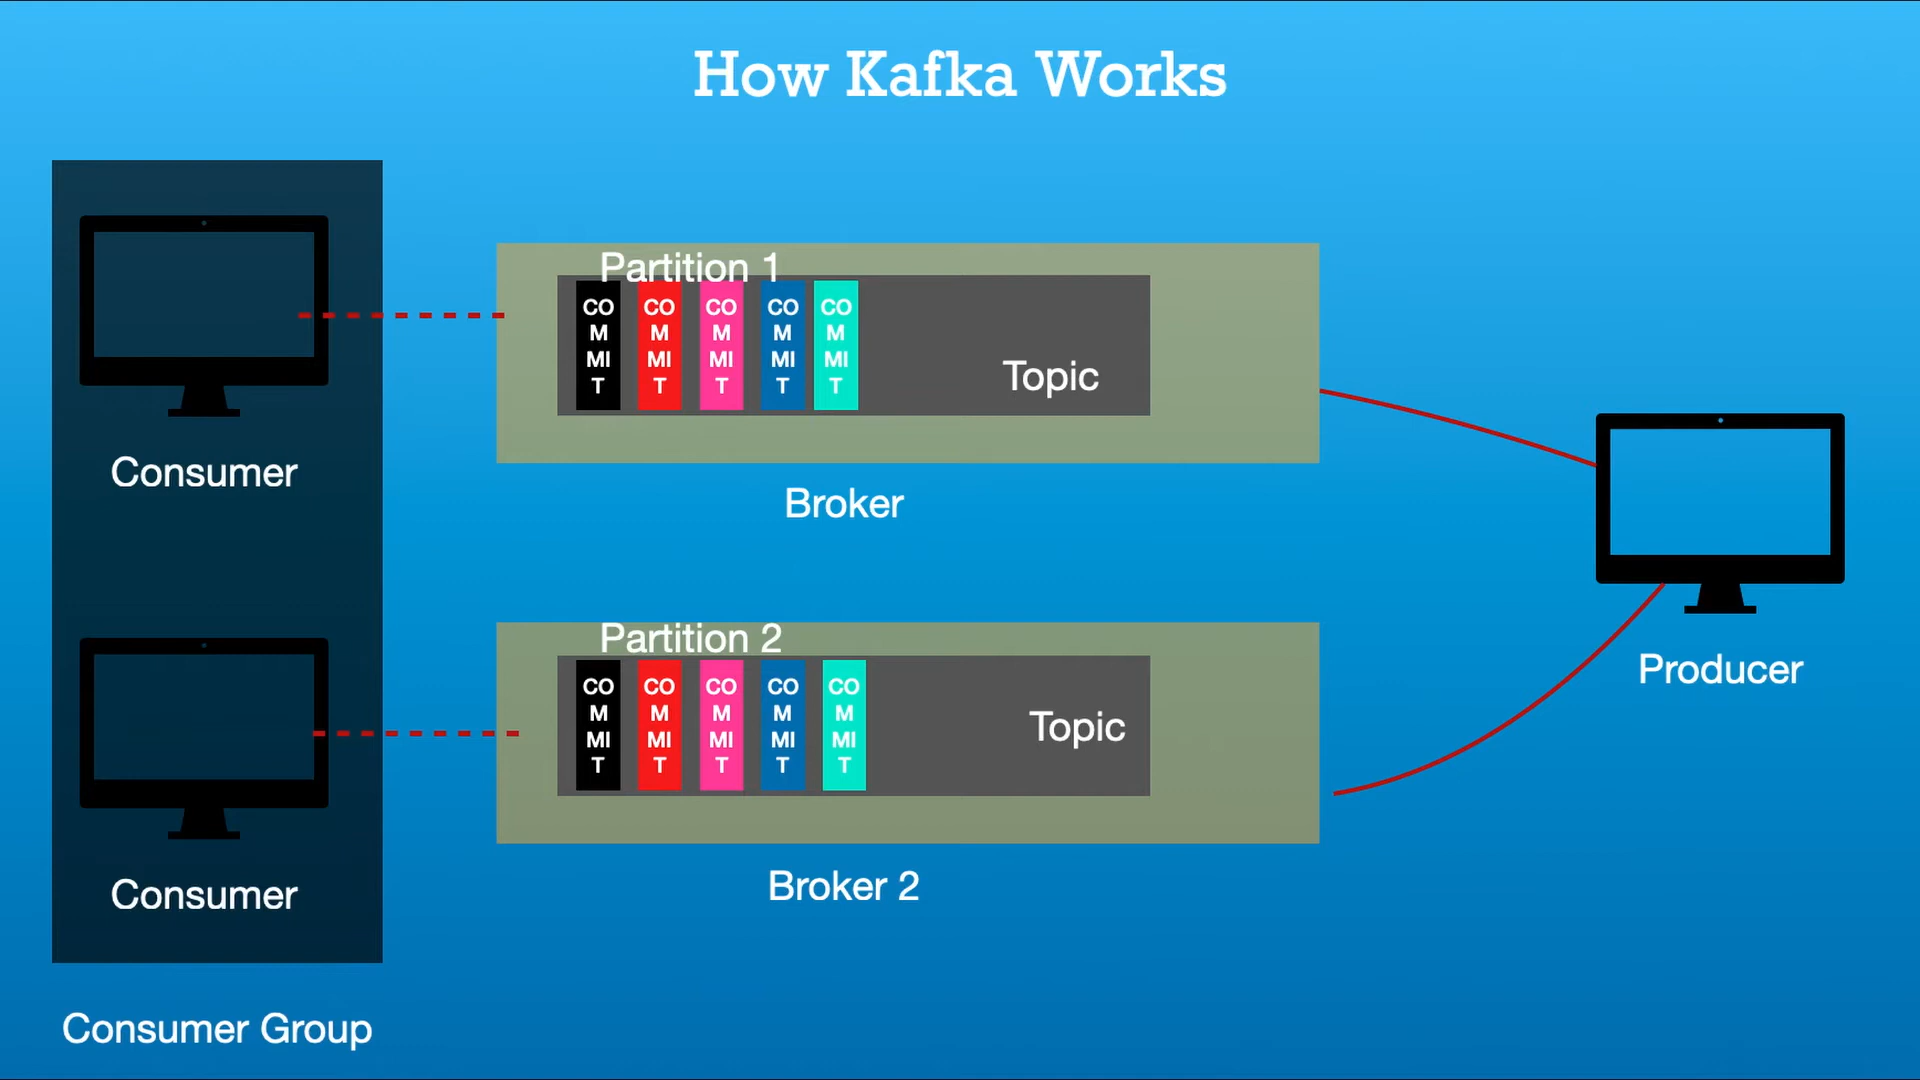 How Kafka Works
Partition 1
CO CO CO CO CO
M M M M M
MI MI MI MI MI
T T T T T
Topic
Consumer
Broker
Partition 2
CO CO CO CO CO
M M M M M
MI MI MI MI MI
T T T T T
Topic
Producer
Broker 2
Consumer
Consumer Group